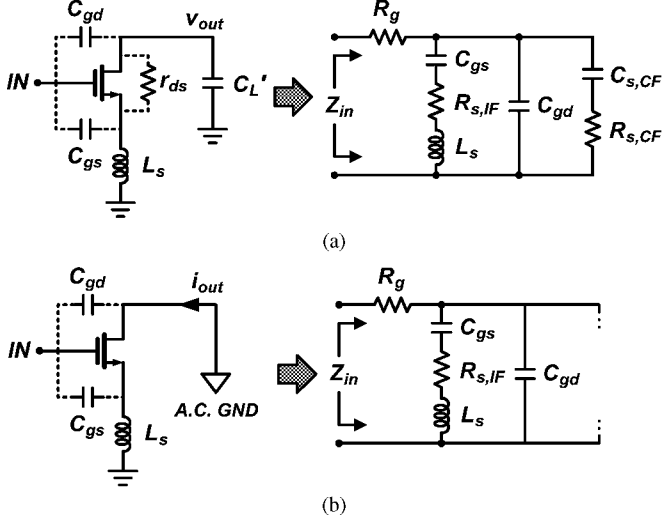 C_gd
v_out
IN
r_ds
C_L'
C_gs
L_s
R_g
Z_in
C_gs
R_s,IF
L_s
C_gd
C_s,CF
R_s,CF
(a)
C_gd
i_out
IN
C_gs
A.C. GND
L_s
R_g
Z_in
C_gs
R_s,IF
L_s
C_gd
(b)